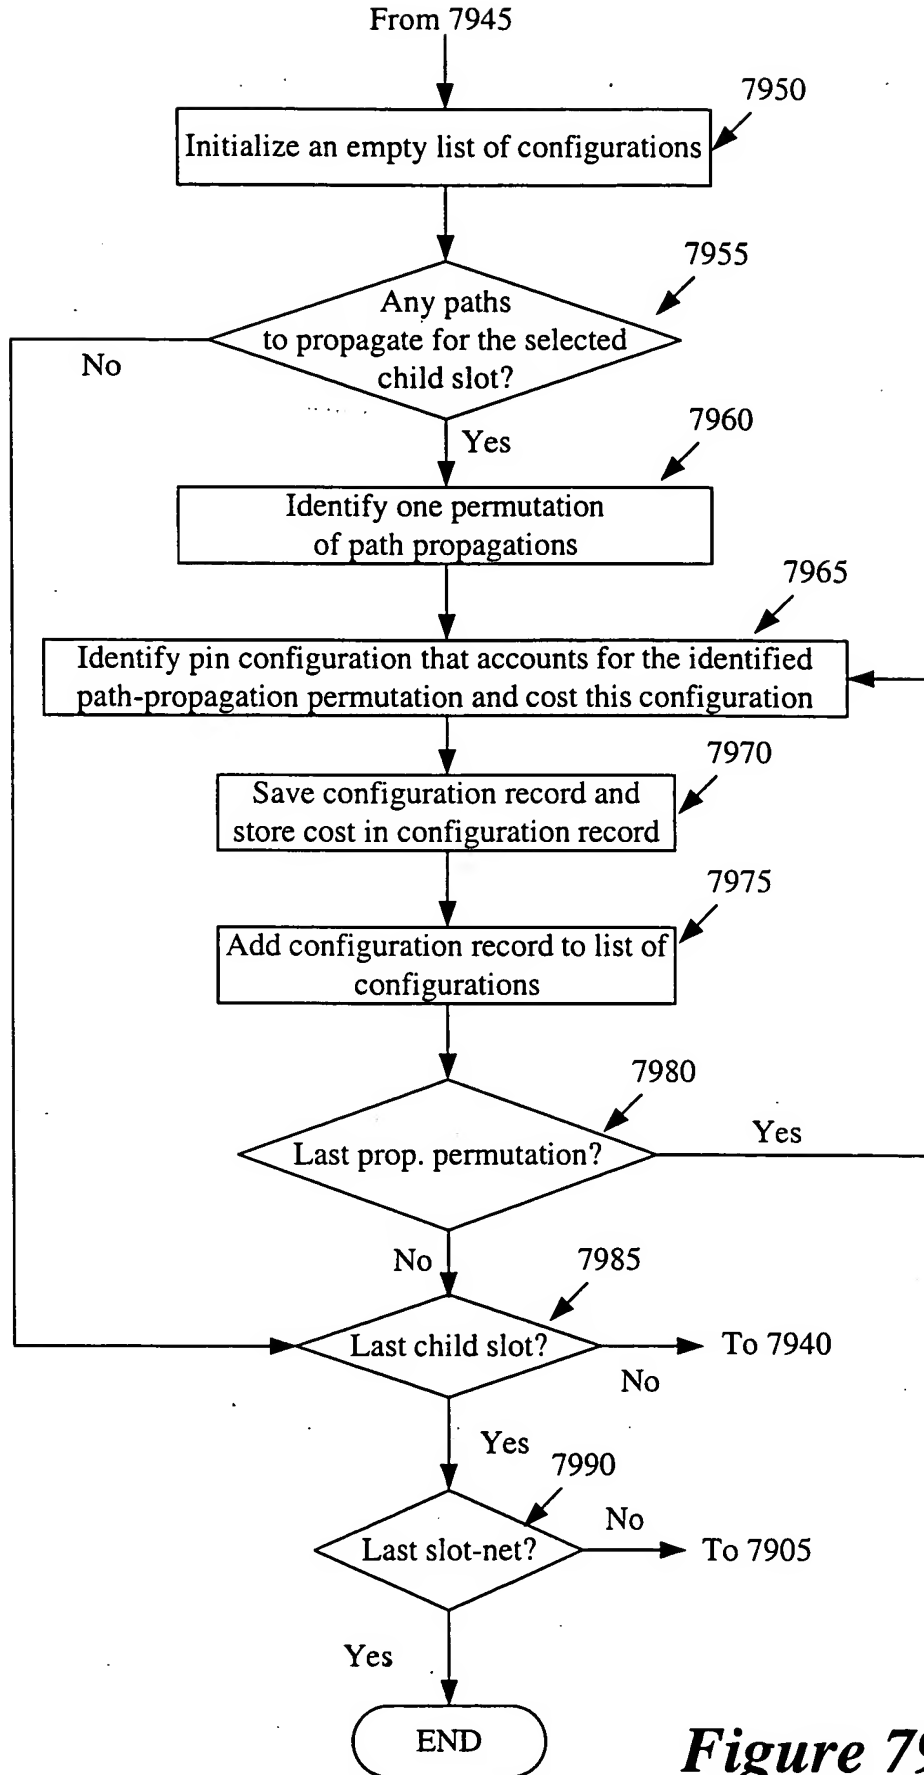 From 7945
7950
Initialize an empty list of configurations
7955
Any paths
to propagate for the selected
child slot?
No
Yes
7960
Identify one permutation
of path propagations
7965
Identify pin configuration that accounts for the identified
path-propagation permutation and cost this configuration
7970
Save configuration record and
store cost in configuration record
7975
Add configuration record to list of
configurations
7980
Last prop. permutation?
Yes
No
7985
Last child slot?
To 7940
No
Yes
7990
Last slot-net?
No
To 7905
Yes
END
Figure 79